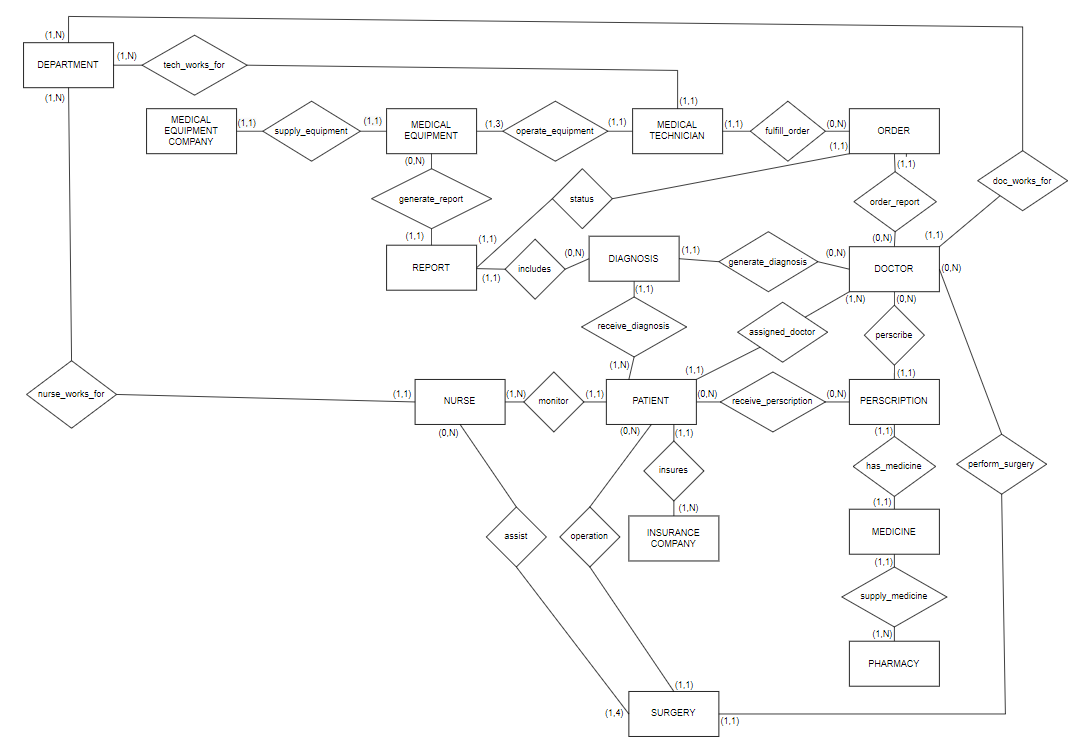 (1,N)
DEPARTMENT
(1,N)
tech_works_for
(1,N)
(1,1)
MEDICAL
EQUIPMENT
COMPANY
(1,1)
supply_equipment
(1,1)
MEDICAL
EQUIPMENT
(1,3)
operate_equipment
(1,1)
MEDICAL
TECHNICIAN
(1,1)
fulfill_order
(0,N)
ORDER
(1,1)
(0,N)
(1,1)
doc_works_for
generate_report
status
order_report
(1,1)
(1,1)
(0,N)
(1,1)
REPORT
(1,1)
includes
(0,N)
DIAGNOSIS
(1,1)
generate_diagnosis
(0,N)
DOCTOR
(0,N)
(1,1)
(1,N)
(0,N)
receive_diagnosis
assigned_doctor
perscribe
(1,N)
(1,1)
(1,1)
nurse_works_for
(1,1)
NURSE
(1,N)
monitor
(1,1)
PATIENT
(0,N)
receive_perscription
(0,N)
PERSCRIPTION
(0,N)
(0,N)
(1,1)
(1,1)
insures
has_medicine
perform_surgery
(1,N)
(1,1)
assist
operation
INSURANCE
COMPANY
MEDICINE
(1,1)
supply_medicine
(1,N)
PHARMACY
(1,1)
(1,4)
SURGERY
(1,1)